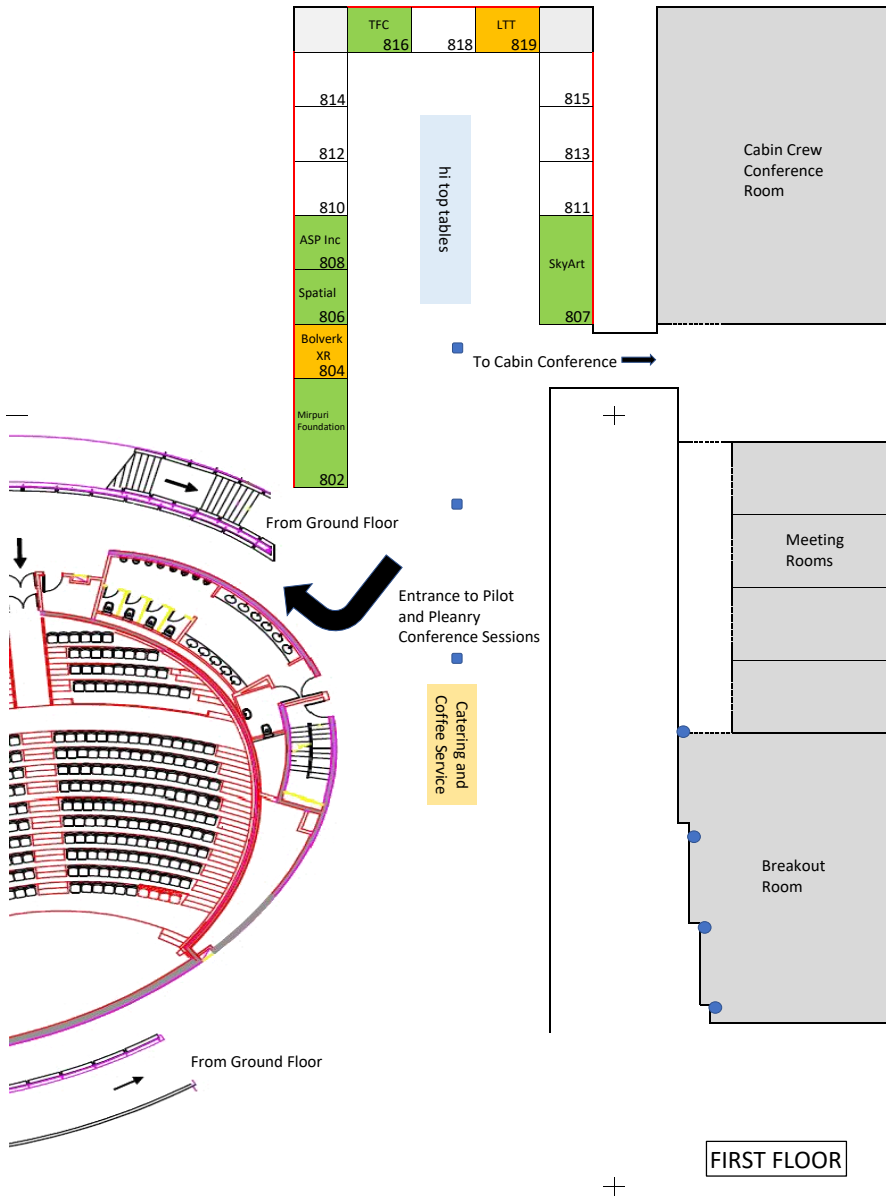 TFC
816
818
LTT
819
814
815
812
813
810
811
ASP Inc
808
Spatial
806
SkyArt
807
Bolverk
XR
804
Mirpuri
Foundation
802
hi top tables
Cabin Crew
Conference
Room
To Cabin Conference
From Ground Floor
Entrance to Pilot
and Pleanry
Conference Sessions
Meeting
Rooms
Catering and
Coffee Service
Breakout
Room
From Ground Floor
FIRST FLOOR